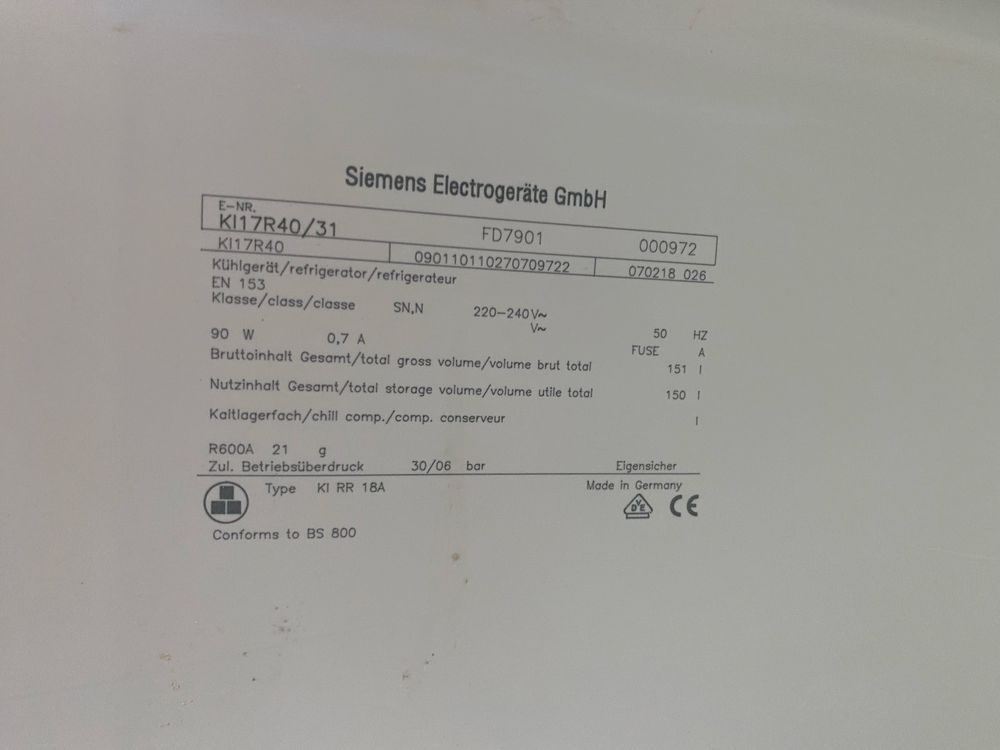 Siemens Electrogeräte GmbH
E-NR.
KI17R40/31 FD7901 000972
KI17R40 090110110270709722 070218 026
Kühlgerät/refrigerator/refrigerateur
EN 153
Klasse/class/classe SN,N 220-240V~
V~
90 W 0,7 A 50 HZ
FUSE A
Bruttoinhalt Gesamt/total gross volume/volume brut total 151 l
Nutzinhalt Gesamt/total storage volume/volume utile total 150 l
Kaltlagerfach/chill comp./comp. conserveur l
R600A 21 g
Zul. Betriebsüberdruck 30/06 bar Eigensicher
Type KI RR 18A Made in Germany
VDE CE
Conforms to BS 800